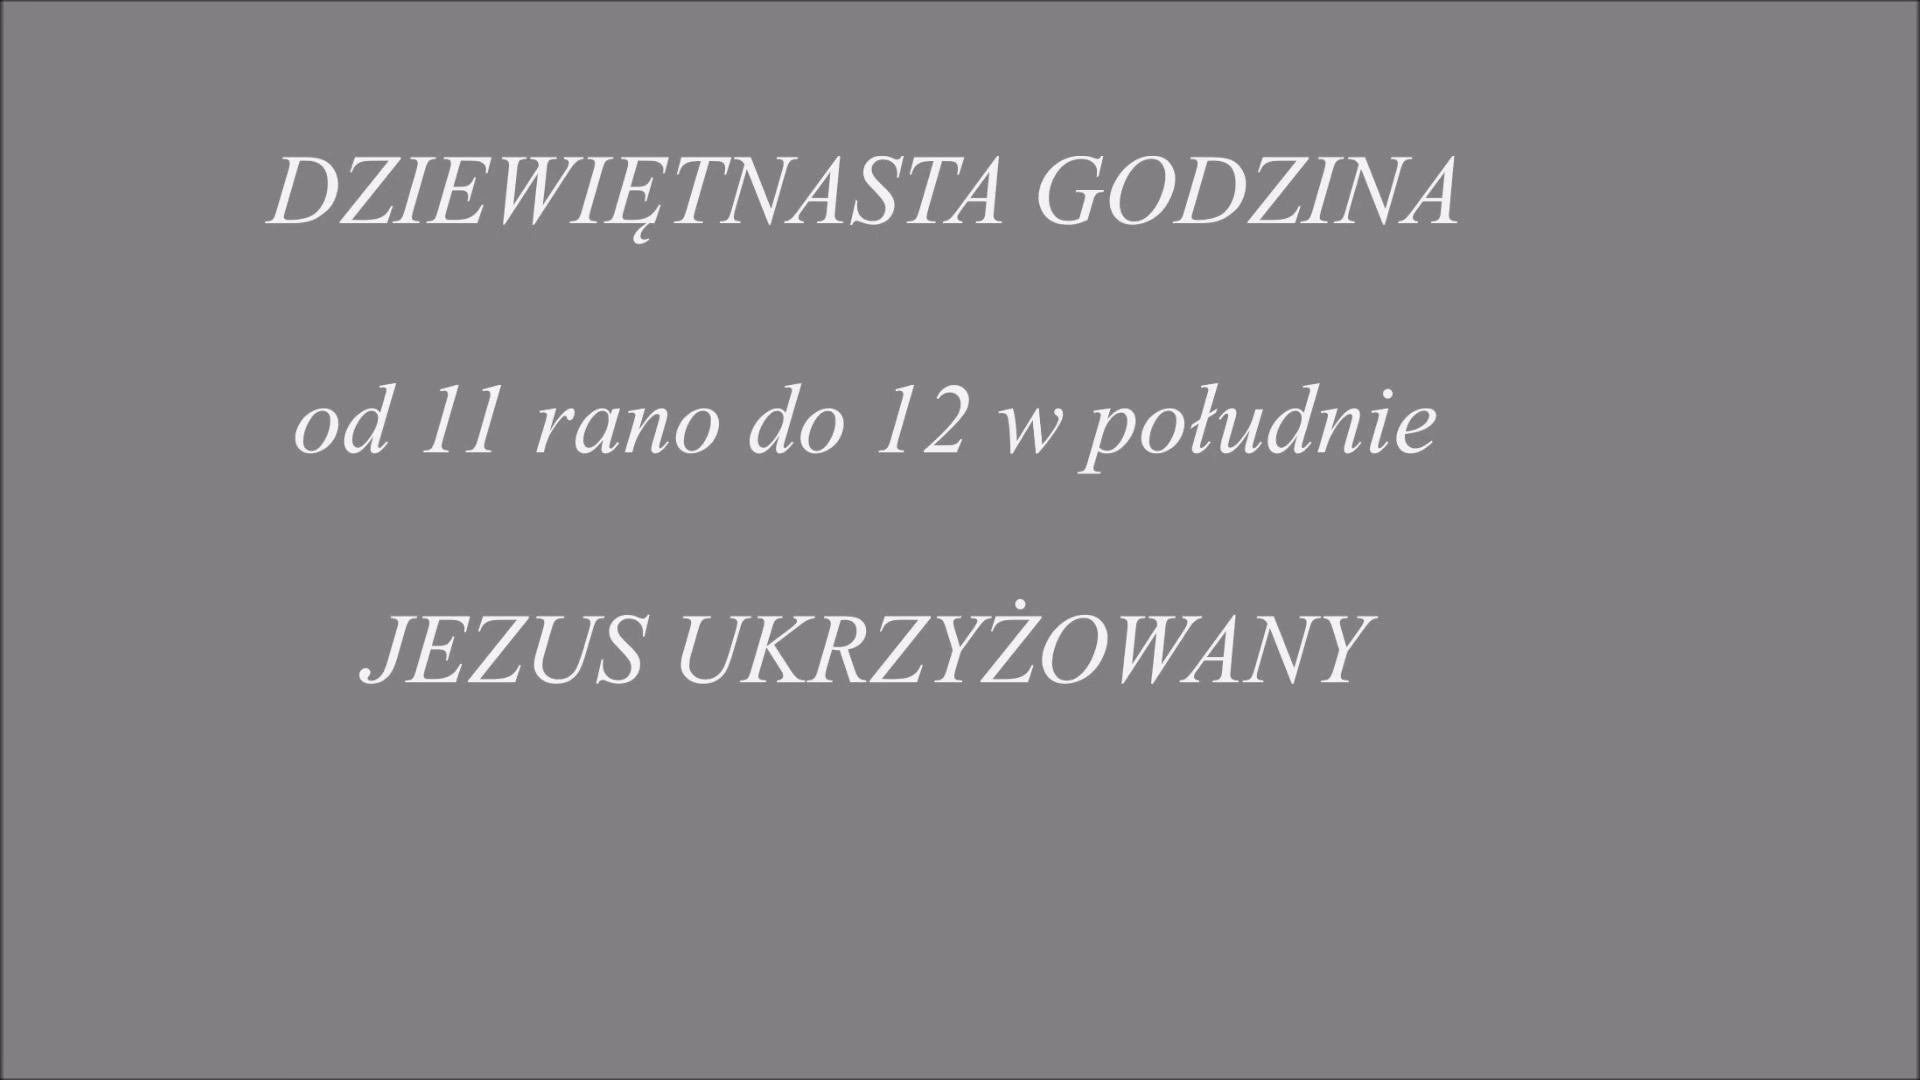 DZIEWIĘTNASTA GODZINA
od 11 rano do 12 w południe
JEZUS UKRZYŻOWANY